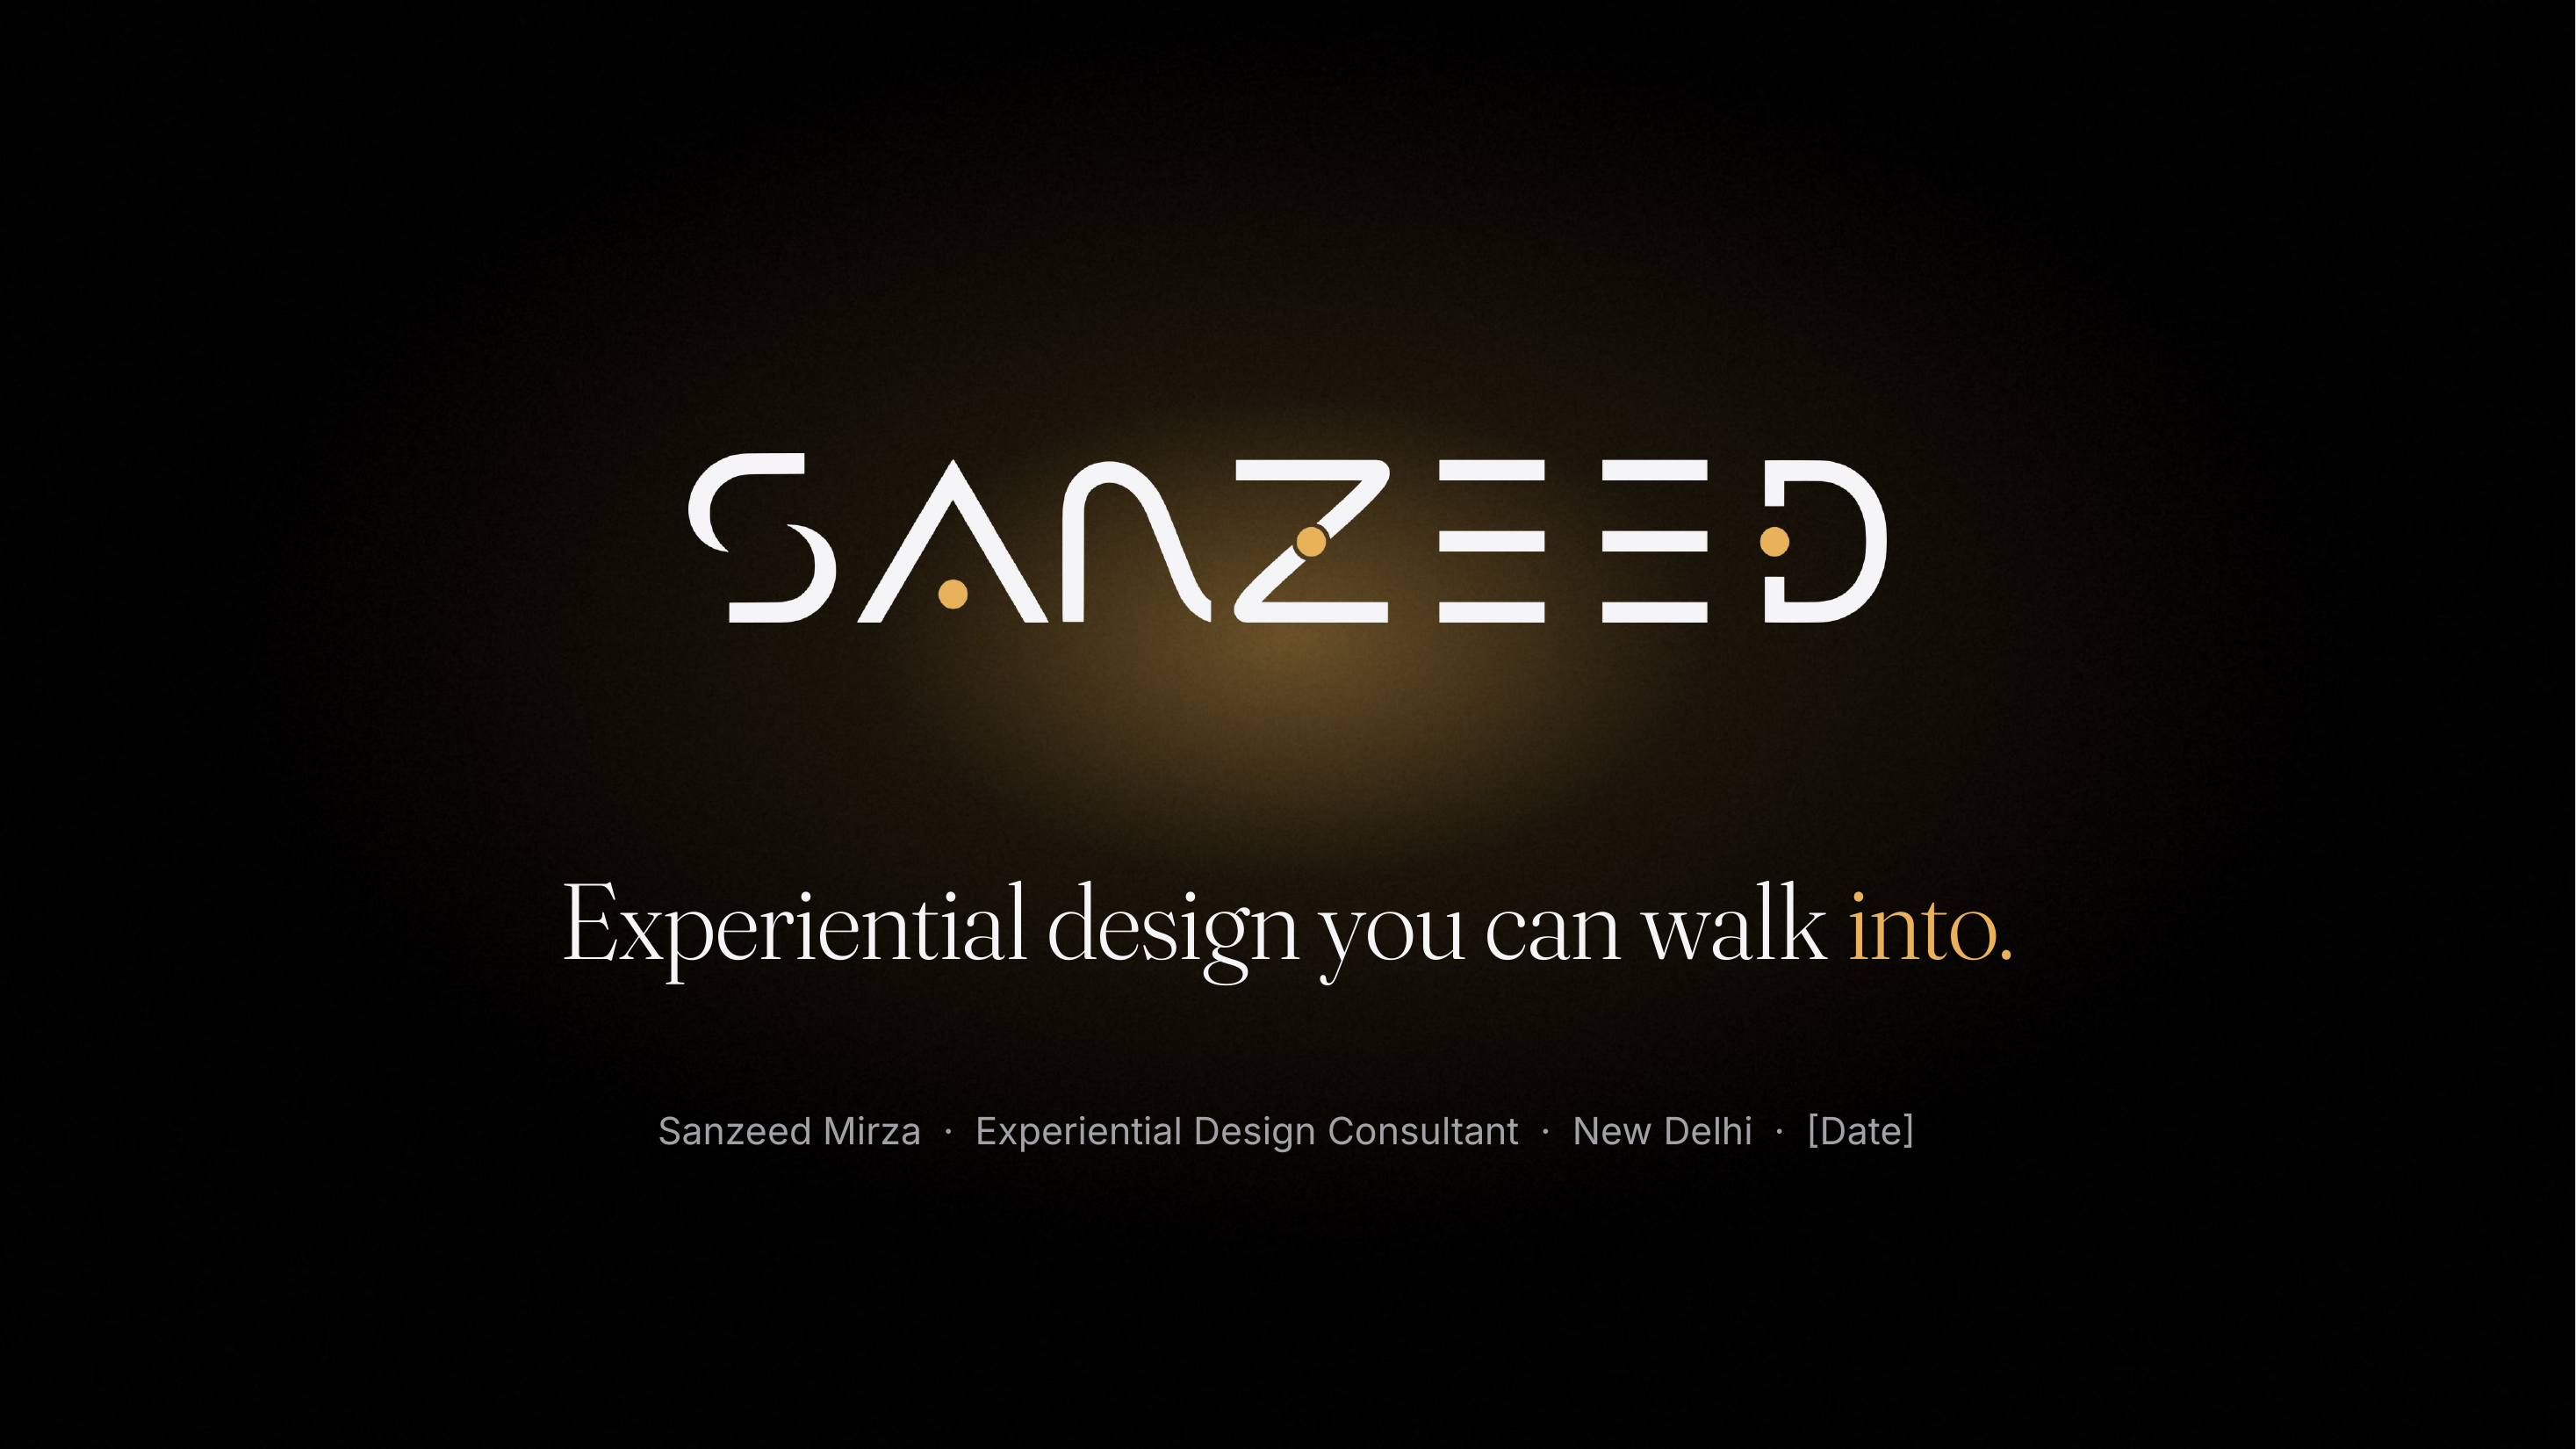 SANZEED
Experiential design you can walk into.
Sanzeed Mirza · Experiential Design Consultant · New Delhi · [Date]